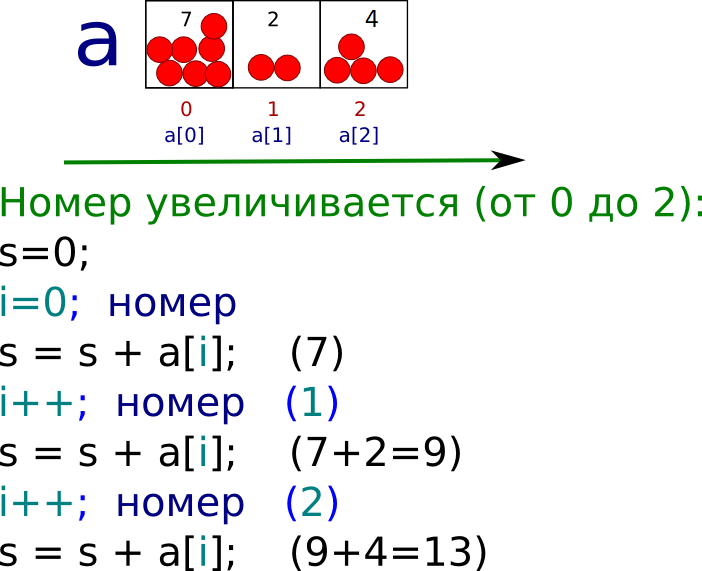 a
7 2 4
0 1 2
a[0] a[1] a[2]
Номер увеличивается (от 0 до 2):
s=0;
i=0; номер
s = s + a[i]; (7)
i++; номер (1)
s = s + a[i]; (7+2=9)
i++; номер (2)
s = s + a[i]; (9+4=13)